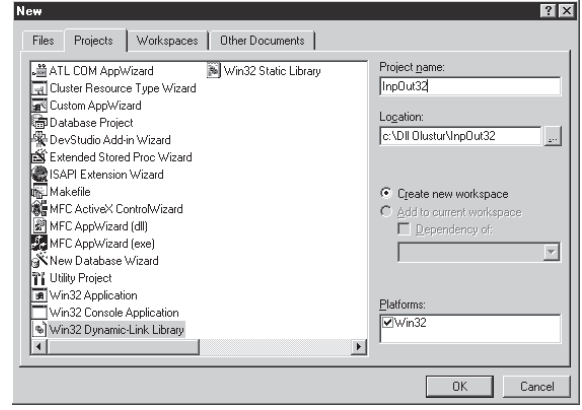 New
Files
Projects
Workspaces
Other Documents
ATL COM AppWizard
Cluster Resource Type Wizard
Custom AppWizard
Database Project
DevStudio Add-in Wizard
Extended Stored Proc Wizard
ISAPI Extension Wizard
Makefile
MFC ActiveX ControlWizard
MFC AppWizard (dll)
MFC AppWizard (exe)
New Database Wizard
Utility Project
Win32 Application
Win32 Console Application
Win32 Dynamic-Link Library
Win32 Static Library
Project name:
InpOut32
Location:
c:\Dll Olustur\InpOut32
...
Create new workspace
Add to current workspace
Dependency of:
Platforms:
Win32
OK
Cancel